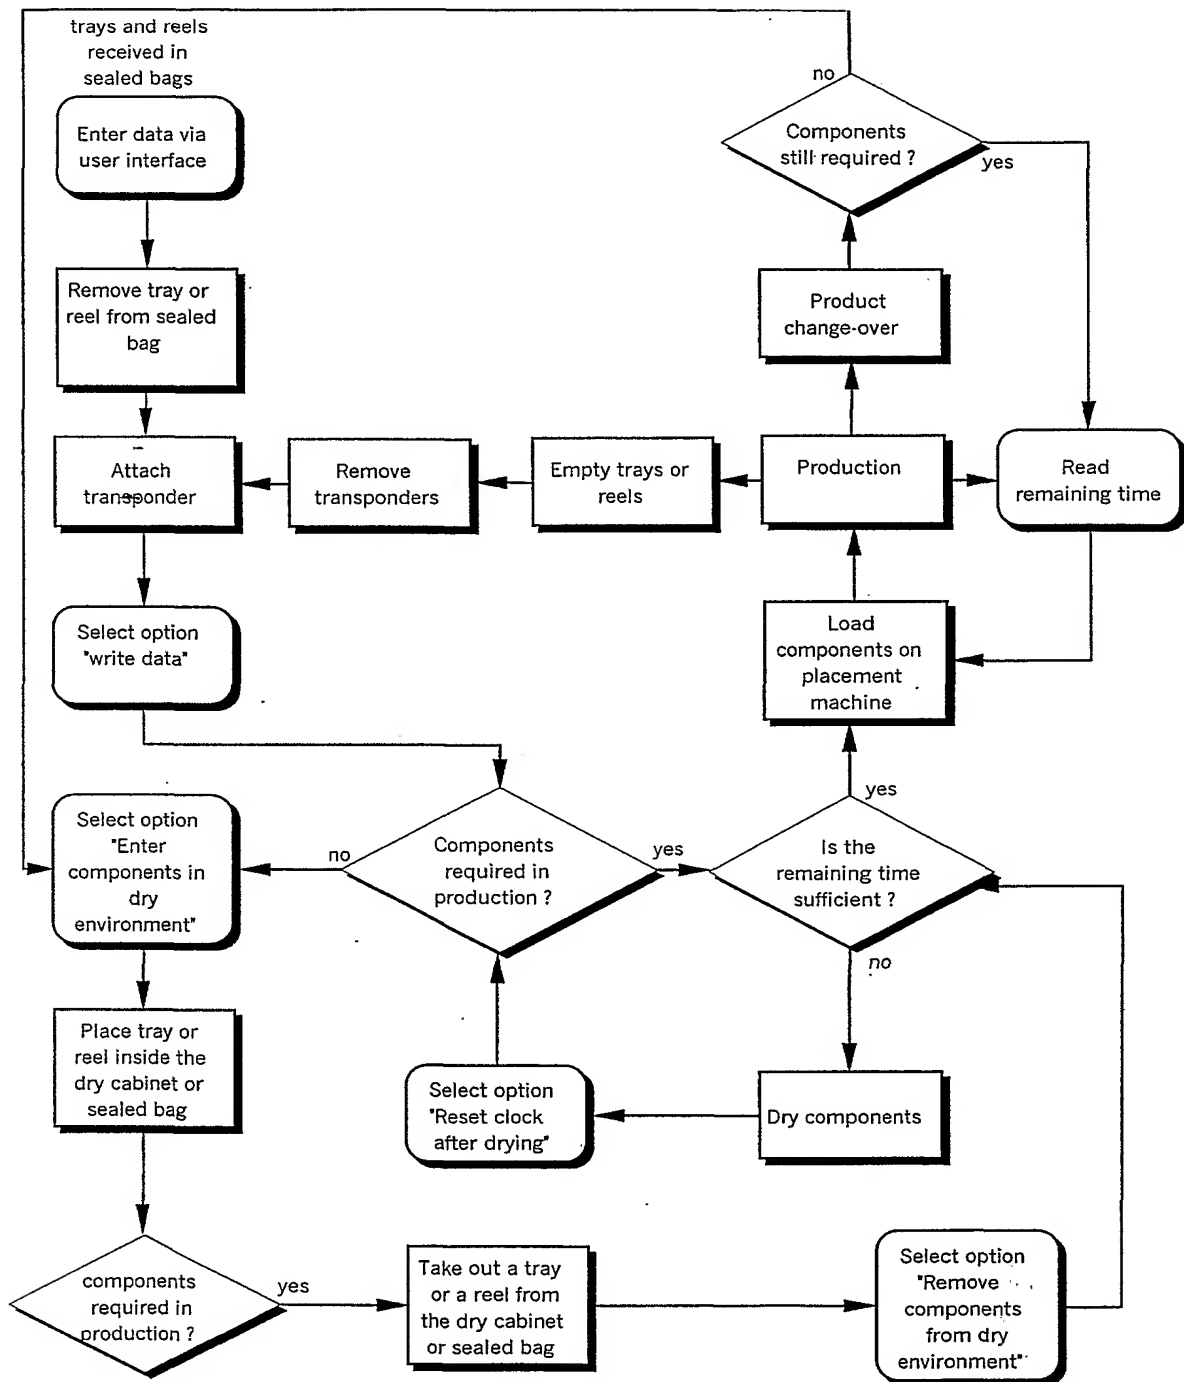 trays and reels
received in
sealed bags
Enter data via
user interface
Remove tray or
reel from sealed
bag
Attach
transponder
Select option
"write data"
Select option
"Enter
components in
dry
environment"
Place tray or
reel inside the
dry cabinet or
sealed bag
components
required in
production ?
yes
Take out a tray
or a reel from
the dry cabinet
or sealed bag
Select option
"Remove
components
from dry
environment"
no
Components
still required ?
yes
Product
change-over
Production
Read
remaining time
Empty trays or
reels
Remove
transponders
Load
components on
placement
machine
yes
no
Components
required in
production ?
yes
Is the
remaining time
sufficient ?
no
Dry components
Select option
"Reset clock
after drying"